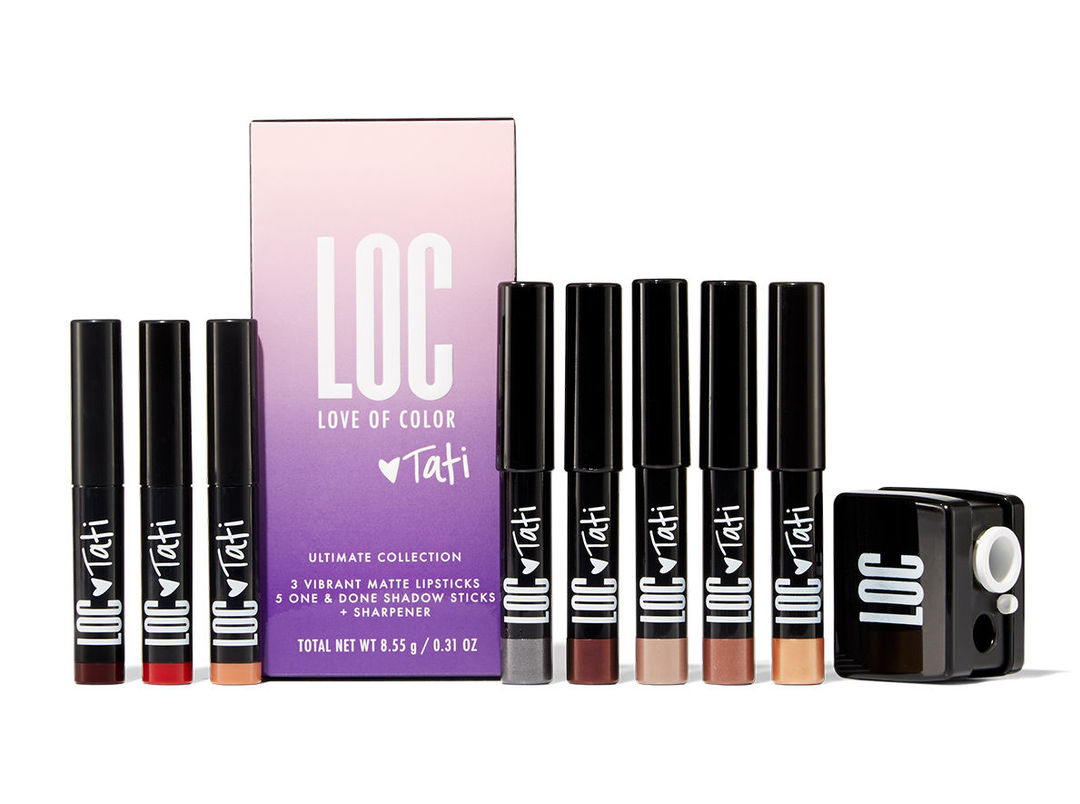 LOC
LOVE OF COLOR
Tati
ULTIMATE COLLECTION
3 VIBRANT MATTE LIPSTICKS
5 ONE & DONE SHADOW STICKS
+ SHARPENER
TOTAL NET WT 8.55 g / 0.31 OZ
LOC Tati
LOC Tati
LOC Tati
LOC Tati
LOC Tati
LOC Tati
LOC Tati
LOC Tati
LOC